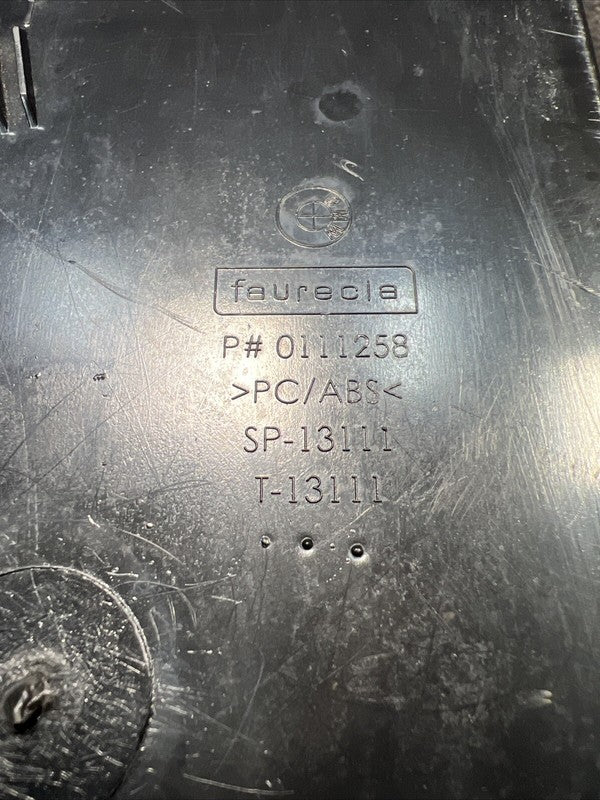 faurecia
P# 0111258
>PC/ABS<
SP-13111
T-13111